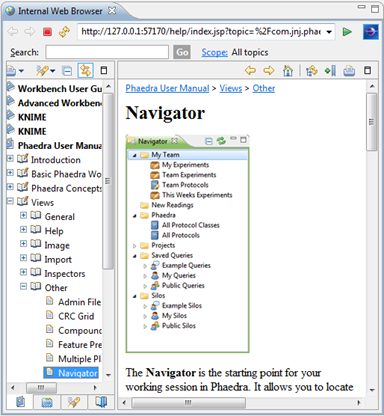 Internal Web Browser
http://127.0.0.1:57170/help/index.jsp?topic=%2Fcom.jnj.phae
Search:
Go
Scope: All topics
Workbench User Gu
Advanced Workbenc
KNIME
KNIME
Phaedra User Manua
Introduction
Basic Phaedra Wo
Phaedra Concepts
Views
General
Help
Image
Import
Inspectors
Other
Admin File
CRC Grid
Compound
Feature Pre
Multiple Pl
Navigator
Phaedra User Manual > Views > Other
Navigator
Navigator
My Team
My Experiments
Team Experiments
Team Protocols
This Weeks Experiments
New Readings
Phaedra
All Protocol Classes
All Protocols
Projects
Saved Queries
Example Queries
My Queries
Public Queries
Silos
Example Silos
My Silos
Public Silos
The Navigator is the starting point for your
working session in Phaedra. It allows you to locate